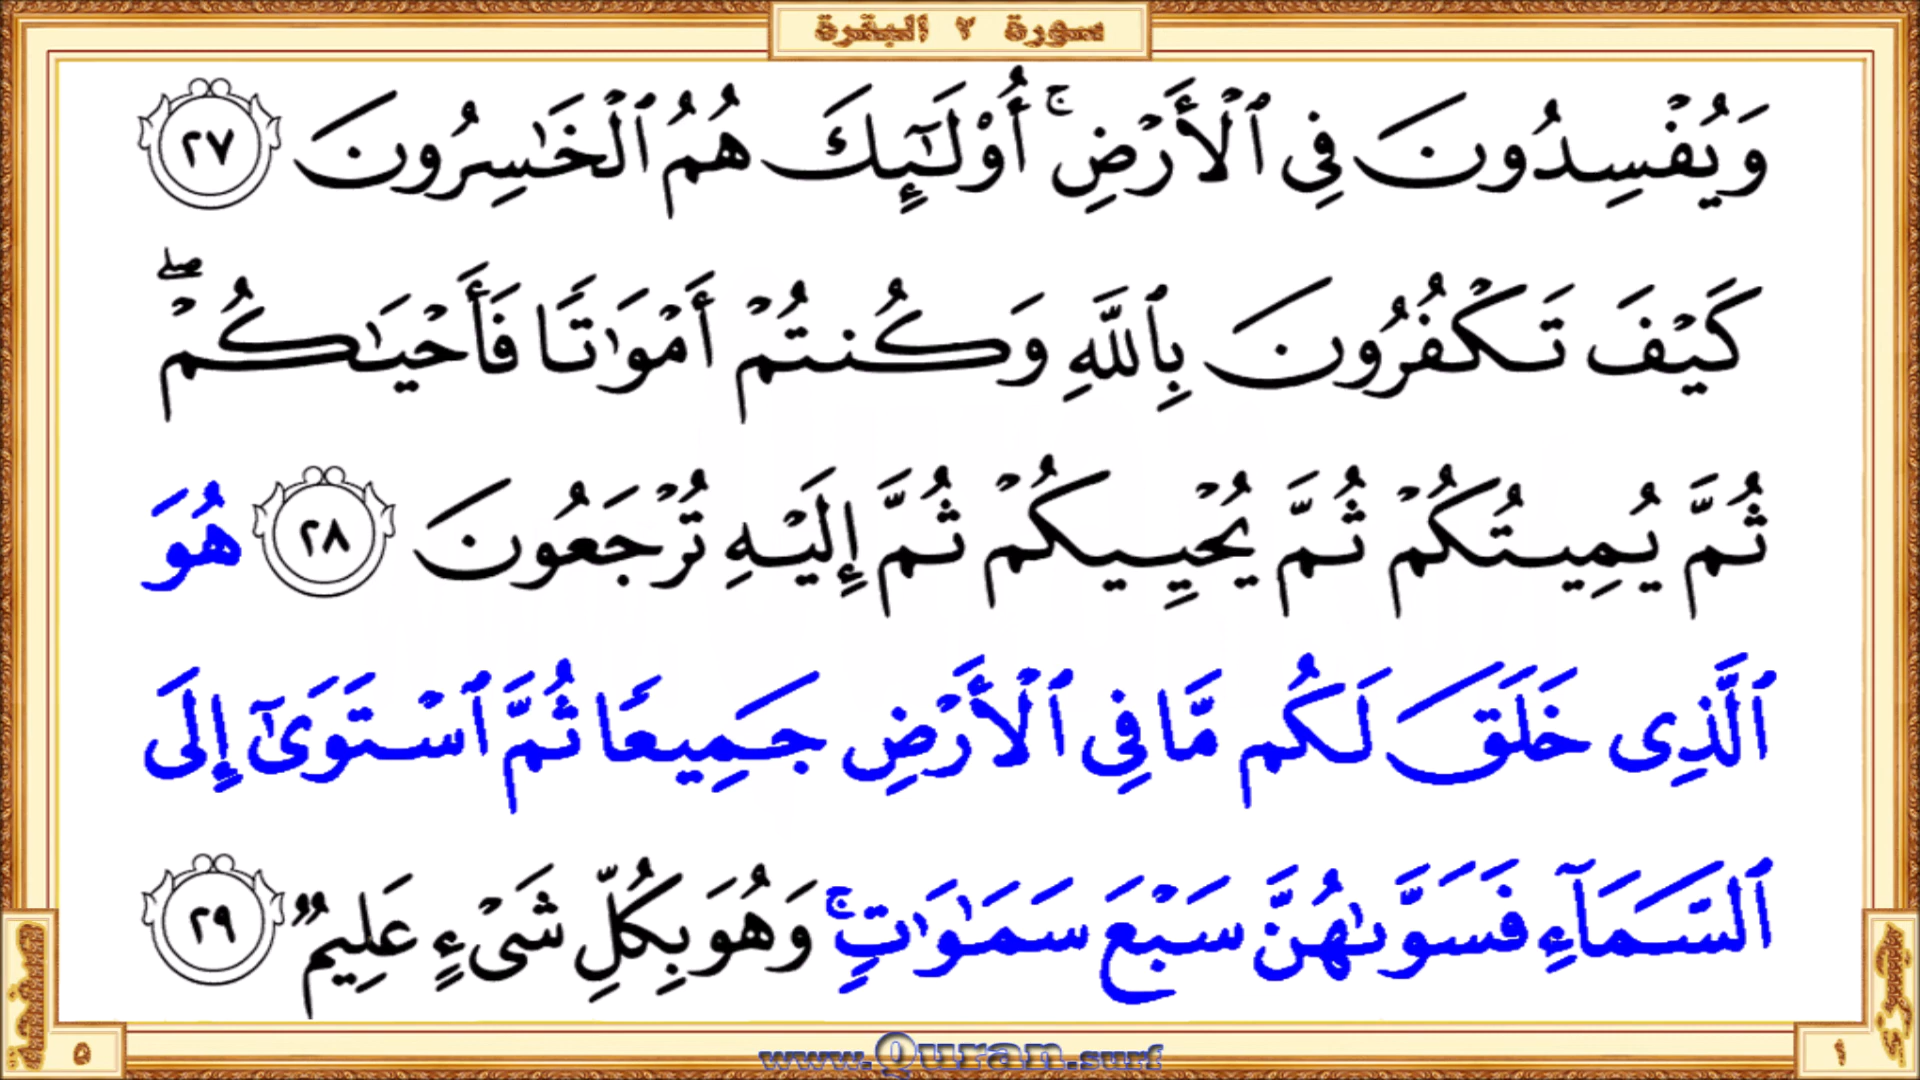 سورة ٢ البقرة
وَيُفْسِدُونَ فِى ٱلْأَرْضِ ۚ أُو۟لَـٰٓئِكَ هُمُ ٱلْخَـٰسِرُونَ ٢٧
كَيْفَ تَكْفُرُونَ بِٱللَّهِ وَكُنتُمْ أَمْوَٰتًا فَأَحْيَـٰكُمْ ۖ
ثُمَّ يُمِيتُكُمْ ثُمَّ يُحْيِيكُمْ ثُمَّ إِلَيْهِ تُرْجَعُونَ ٢٨ هُوَ
ٱلَّذِى خَلَقَ لَكُم مَّا فِى ٱلْأَرْضِ جَمِيعًا ثُمَّ ٱسْتَوَىٰٓ إِلَى
ٱلسَّمَآءِ فَسَوَّىٰهُنَّ سَبْعَ سَمَـٰوَٰتٍ ۚ وَهُوَ بِكُلِّ شَىْءٍ عَلِيمٌ ٢٩
صفحة ٥
١
www.Quran.surf